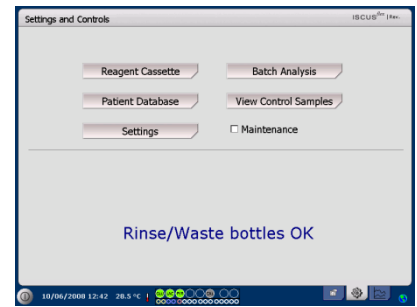 Settings and Controls
ISCUSflex
Reagent Cassette
Batch Analysis
Patient Database
View Control Samples
Settings
Maintenance
Rinse/Waste bottles OK
10/06/2008 12:42 28.5 °C